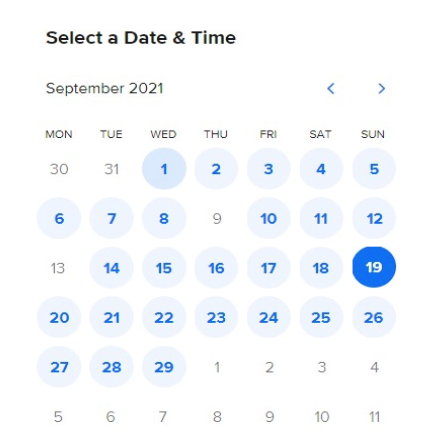 Select a Date & Time
September 2021
MON TUE WED THU FRI SAT SUN
30 31 1 2 3 4 5
6 7 8 9 10 11 12
13 14 15 16 17 18 19
20 21 22 23 24 25 26
27 28 29 1 2 3 4
5 6 7 8 9 10 11